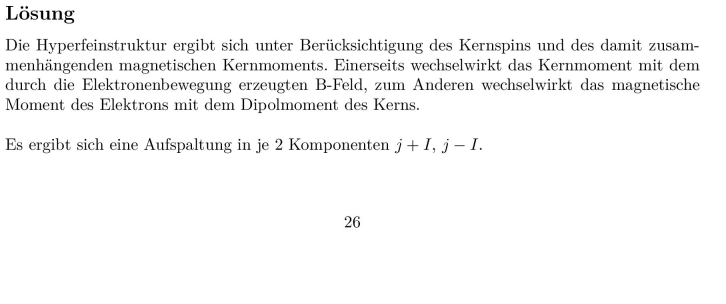 Lösung
Die Hyperfeinstruktur ergibt sich unter Berücksichtigung des Kernspins und des damit zusam-
menhängenden magnetischen Kernmoments. Einerseits wechselwirkt das Kernmoment mit dem
durch die Elektronenbewegung erzeugten B-Feld, zum Anderen wechselwirkt das magnetische
Moment des Elektrons mit dem Dipolmoment des Kerns.
Es ergibt sich eine Aufspaltung in je 2 Komponenten j + I, j − I.
26